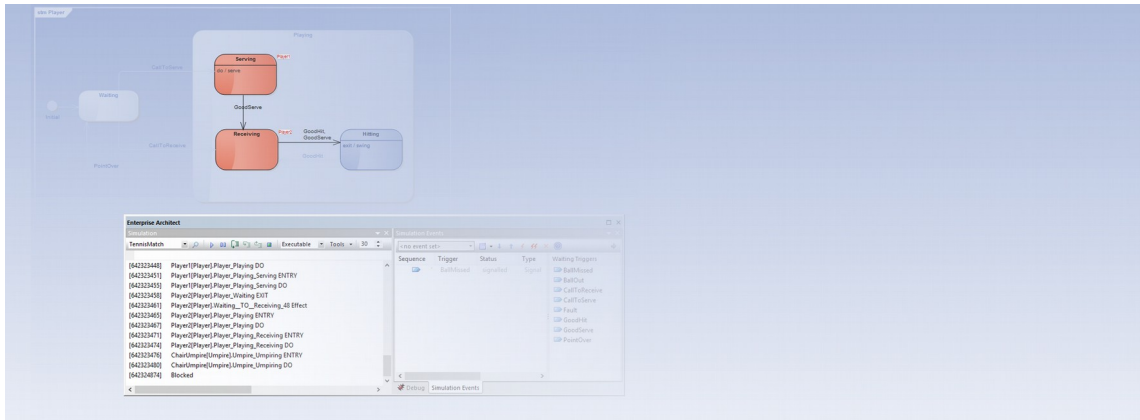 stm Player
Playing
Serving
Player1
do / serve
CallToServe
Waiting
GoodServe
Initial
Receiving
Player2
GoodHit,
GoodServe
Hitting
CallToReceive
GoodHit
PointOver
Enterprise Architect
Simulation
Simulation Events
TennisMatch
Executable
Tools
30
<no event set>
Sequence Trigger Status Type Waiting Triggers
BallMissed signalled Signal
[642323448] Player1[Player].Player_Playing DO
[642323451] Player1[Player].Player_Playing_Serving ENTRY
[642323455] Player1[Player].Player_Playing_Serving DO
[642323458] Player2[Player].Player_Waiting EXIT
[642323461] Player2[Player].Waiting__TO__Receiving_48 Effect
[642323465] Player2[Player].Player_Playing ENTRY
[642323467] Player2[Player].Player_Playing DO
[642323471] Player2[Player].Player_Playing_Receiving ENTRY
[642323474] Player2[Player].Player_Playing_Receiving DO
[642323476] ChairUmpire[Umpire].Umpire_Umpiring ENTRY
[642323480] ChairUmpire[Umpire].Umpire_Umpiring DO
[642324874] Blocked
BallMissed
BallOut
CallToReceive
CallToServe
Fault
GoodHit
GoodServe
PointOver
Debug
Simulation Events